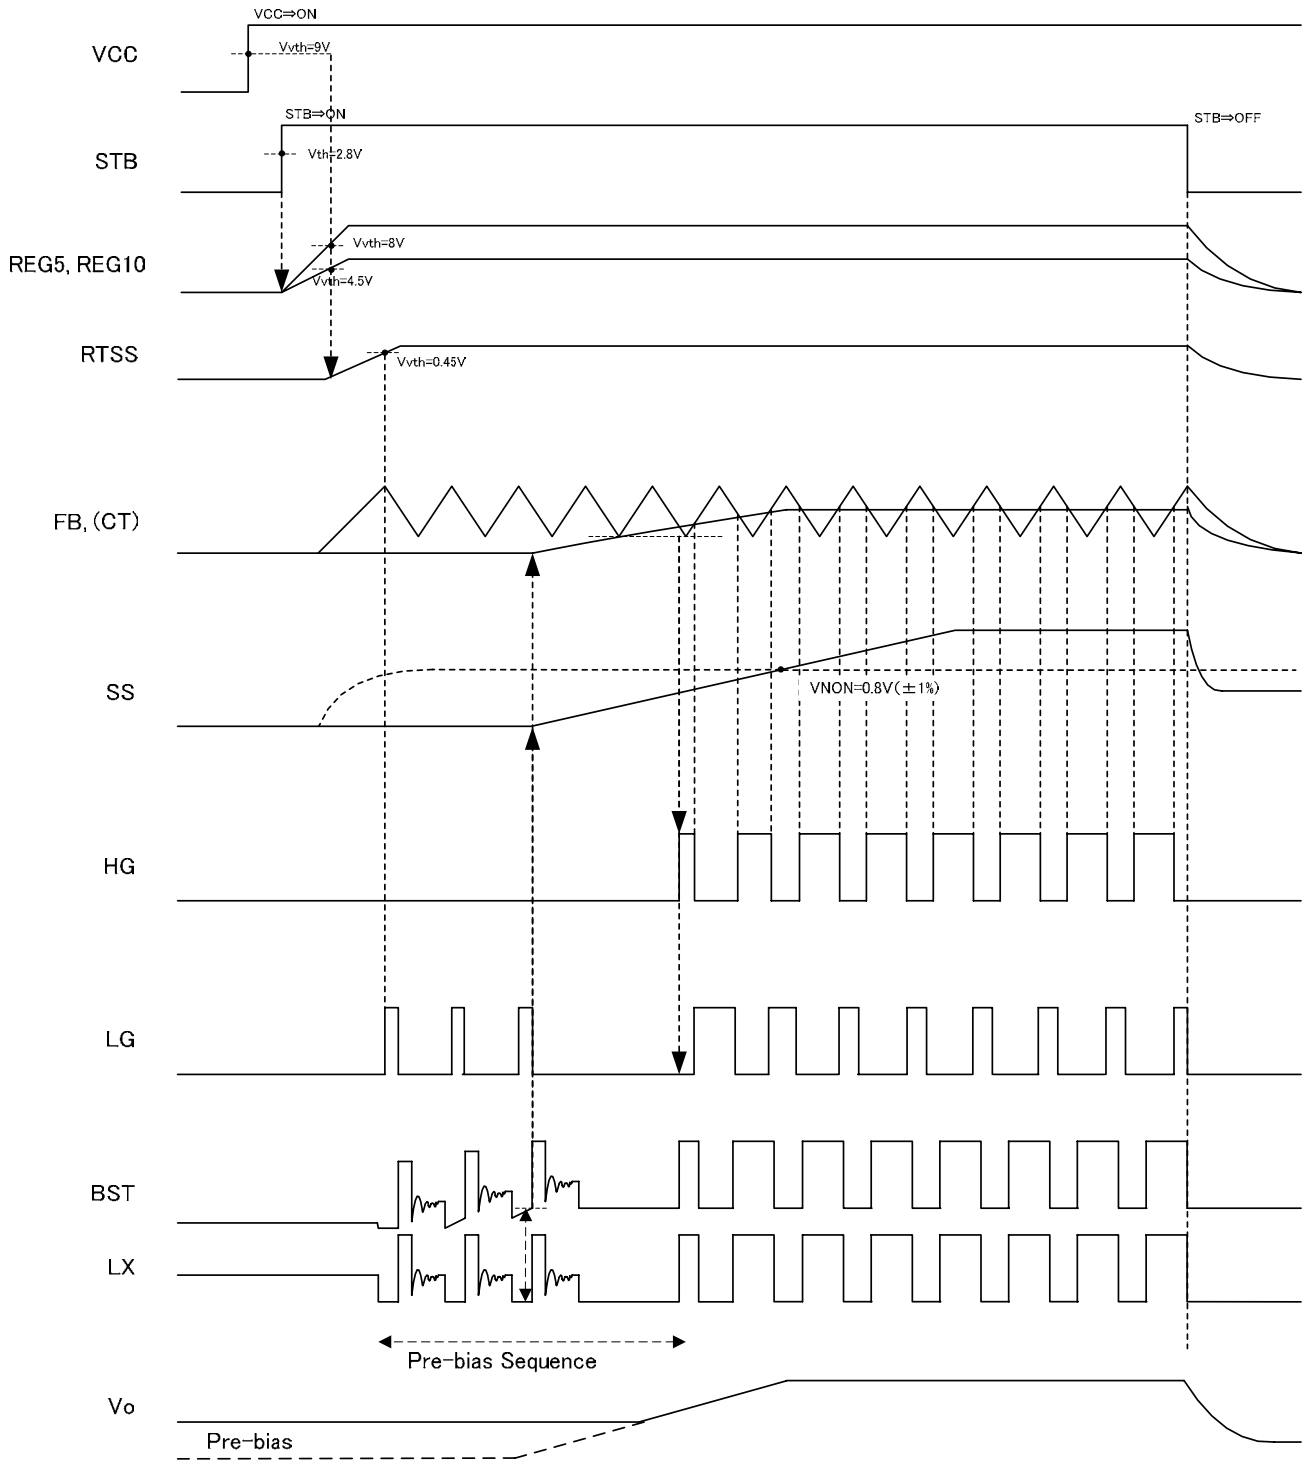 VCC⇒ON
VCC
Vvth=9V
STB⇒ON
STB⇒OFF
STB
Vth=2.8V
Vvth=8V
REG5, REG10
Vvth=4.5V
RTSS
Vvth=0.45V
FB, (CT)
SS
VNON=0.8V(±1%)
HG
LG
BST
LX
Pre-bias Sequence
Vo
Pre-bias